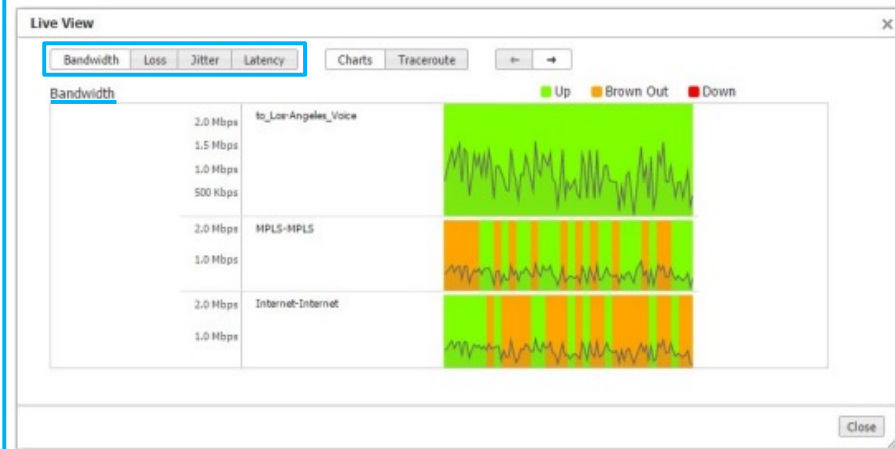 Live View ×
Bandwidth Loss Jitter Latency Charts Traceroute ← →
Bandwidth Up Brown Out Down
2.0 Mbps to_Los-Angeles_Voice
1.5 Mbps
1.0 Mbps
500 Kbps
2.0 Mbps MPLS-MPLS
1.0 Mbps
2.0 Mbps Internet-Internet
1.0 Mbps
Close